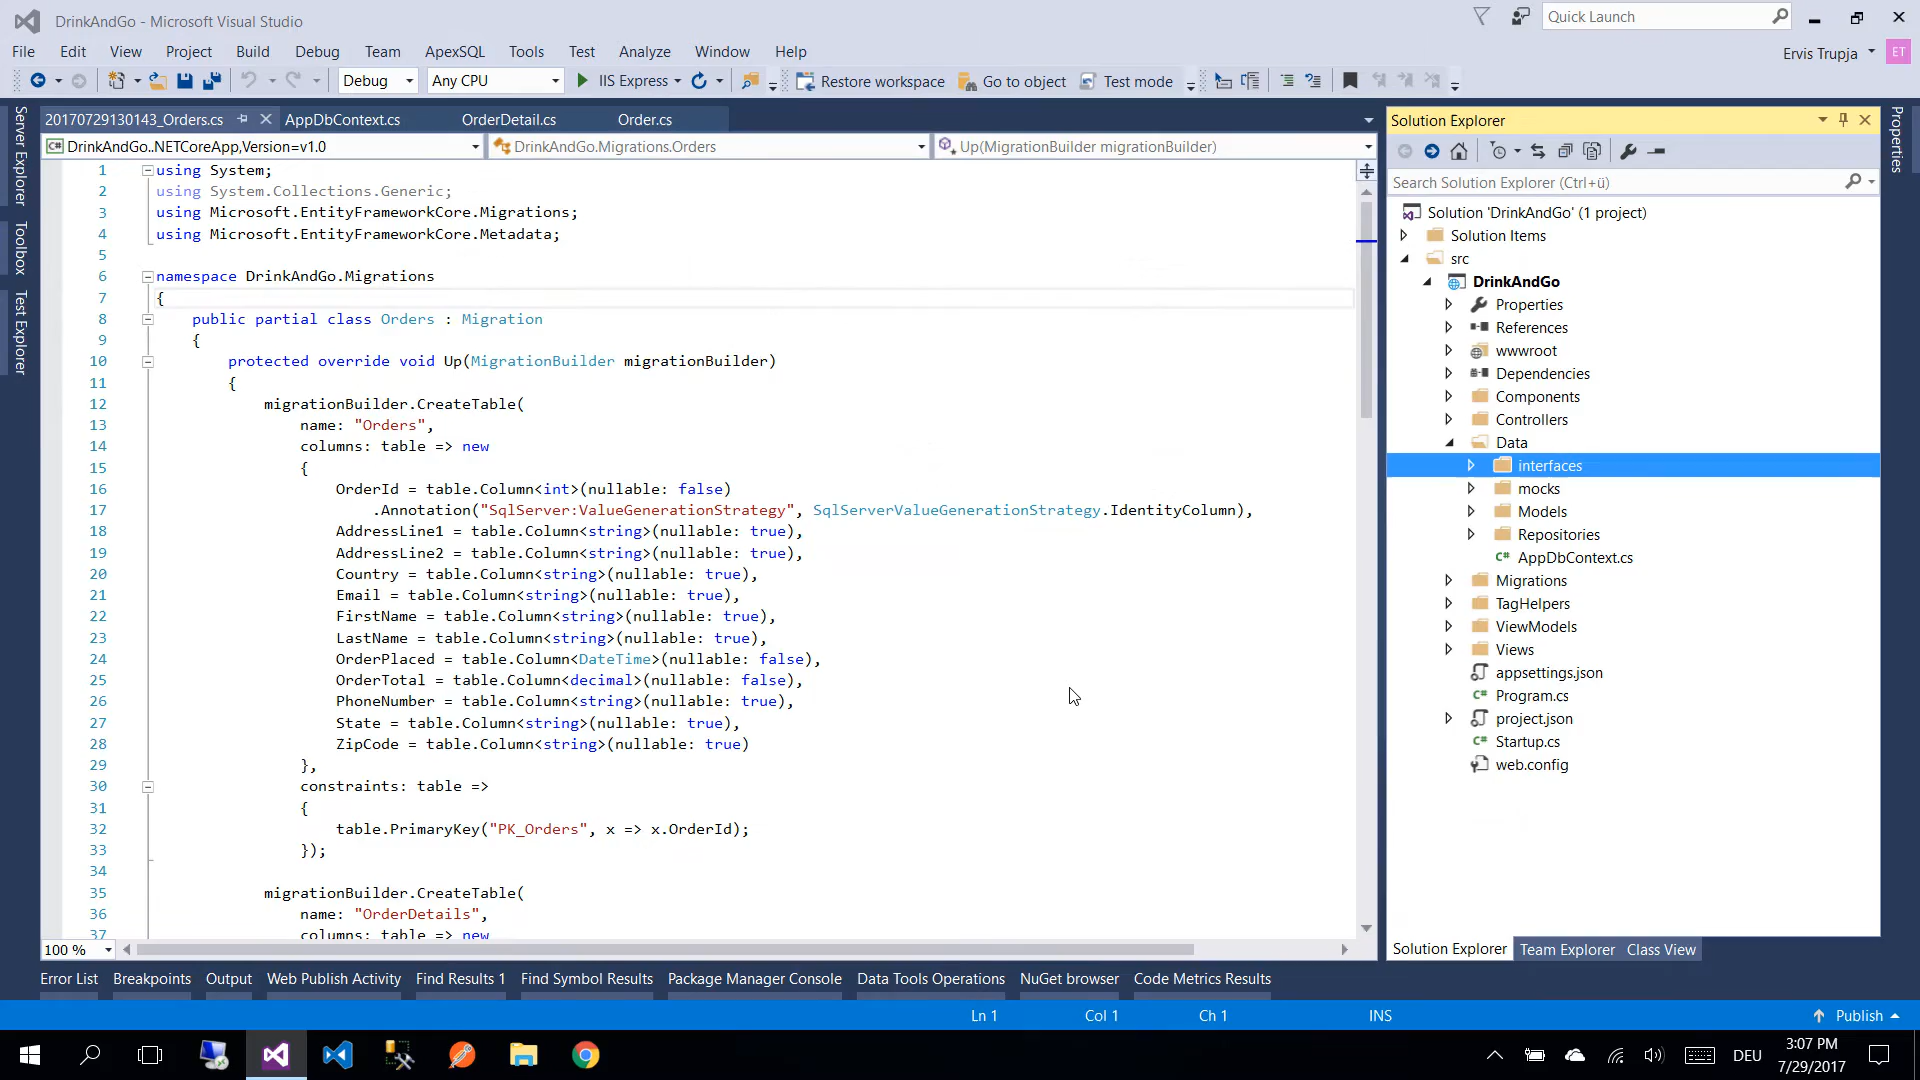 DrinkAndGo - Microsoft Visual Studio
Quick Launch
File Edit View Project Build Debug Team ApexSQL Tools Test Analyze Window Help
Ervis Trupja
ET
Debug Any CPU IIS Express Restore workspace Go to object Test mode
Server Explorer
Toolbox
Test Explorer
20170729130143_Orders.cs AppDbContext.cs OrderDetail.cs Order.cs
DrinkAndGo..NETCoreApp,Version=v1.0 DrinkAndGo.Migrations.Orders Up(MigrationBuilder migrationBuilder)
1 using System;
2 using System.Collections.Generic;
3 using Microsoft.EntityFrameworkCore.Migrations;
4 using Microsoft.EntityFrameworkCore.Metadata;
5
6 namespace DrinkAndGo.Migrations
7 {
8 public partial class Orders : Migration
9 {
10 protected override void Up(MigrationBuilder migrationBuilder)
11 {
12 migrationBuilder.CreateTable(
13 name: "Orders",
14 columns: table => new
15 {
16 OrderId = table.Column<int>(nullable: false)
17 .Annotation("SqlServer:ValueGenerationStrategy", SqlServerValueGenerationStrategy.IdentityColumn),
18 AddressLine1 = table.Column<string>(nullable: true),
19 AddressLine2 = table.Column<string>(nullable: true),
20 Country = table.Column<string>(nullable: true),
21 Email = table.Column<string>(nullable: true),
22 FirstName = table.Column<string>(nullable: true),
23 LastName = table.Column<string>(nullable: true),
24 OrderPlaced = table.Column<DateTime>(nullable: false),
25 OrderTotal = table.Column<decimal>(nullable: false),
26 PhoneNumber = table.Column<string>(nullable: true),
27 State = table.Column<string>(nullable: true),
28 ZipCode = table.Column<string>(nullable: true)
29 },
30 constraints: table =>
31 {
32 table.PrimaryKey("PK_Orders", x => x.OrderId);
33 });
34
35 migrationBuilder.CreateTable(
36 name: "OrderDetails",
37 columns: table => new
100 %
Solution Explorer
Search Solution Explorer (Ctrl+ü)
Solution 'DrinkAndGo' (1 project)
Solution Items
src
DrinkAndGo
Properties
References
wwwroot
Dependencies
Components
Controllers
Data
interfaces
mocks
Models
Repositories
AppDbContext.cs
Migrations
TagHelpers
ViewModels
Views
appsettings.json
Program.cs
project.json
Startup.cs
web.config
Solution Explorer Team Explorer Class View
Properties
Error List Breakpoints Output Web Publish Activity Find Results 1 Find Symbol Results Package Manager Console Data Tools Operations NuGet browser Code Metrics Results
Ln 1 Col 1 Ch 1 INS Publish
DEU
3:07 PM
7/29/2017